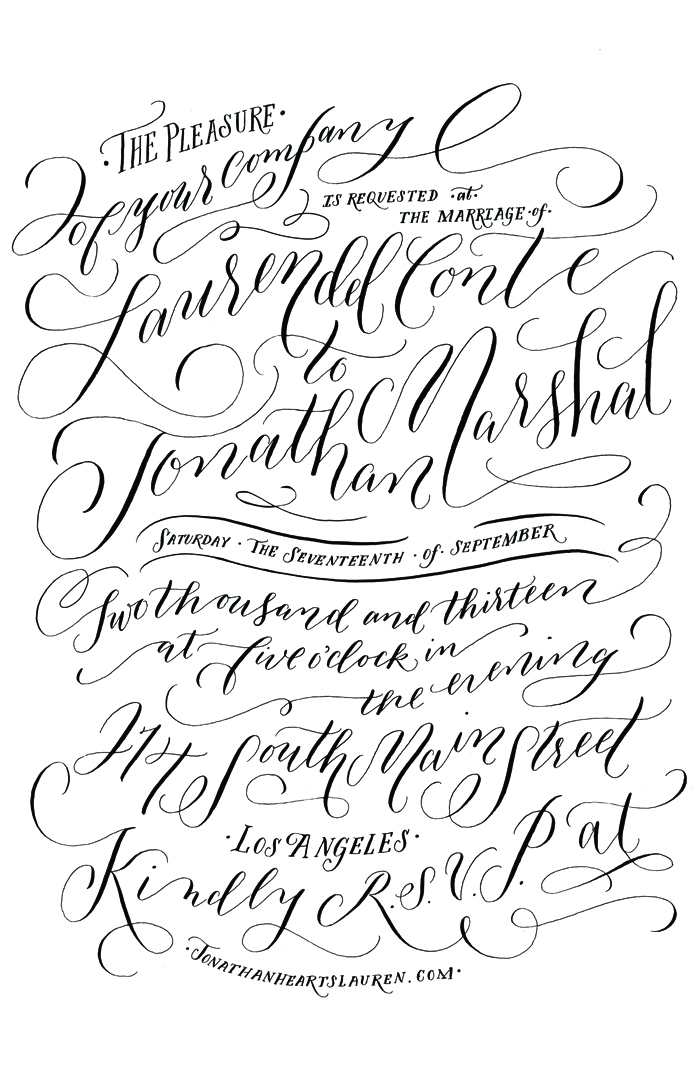 The Pleasure
of your company
is requested at
the marriage of
Lauren del Conte
to
Jonathan Marshal
Saturday · The Seventeenth · of · September
two thousand and thirteen
at five o'clock in
the evening
214 South Main Street
· Los Angeles ·
Kindly R.S.V.P. at
· Jonathanheartslauren.com ·